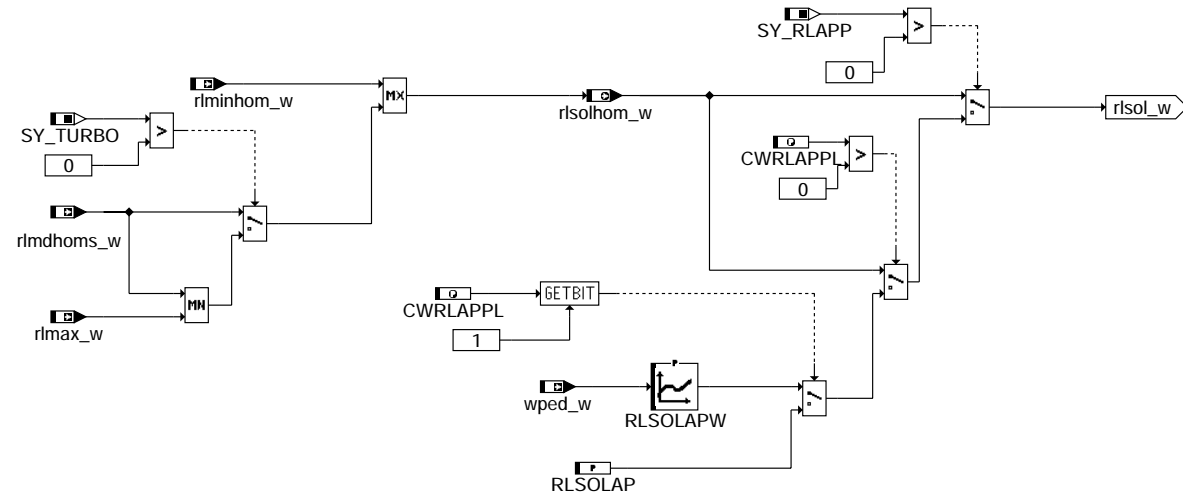 SY_RLAPP
>
0
rlminhom_w
MX
rlsolhom_w
rlsol_w
SY_TURBO
>
0
CWRLAPPL
>
0
rlmdhoms_w
MN
rlmax_w
CWRLAPPL
GETBIT
1
wped_w
P
RLSOLAPW
P
RLSOLAP